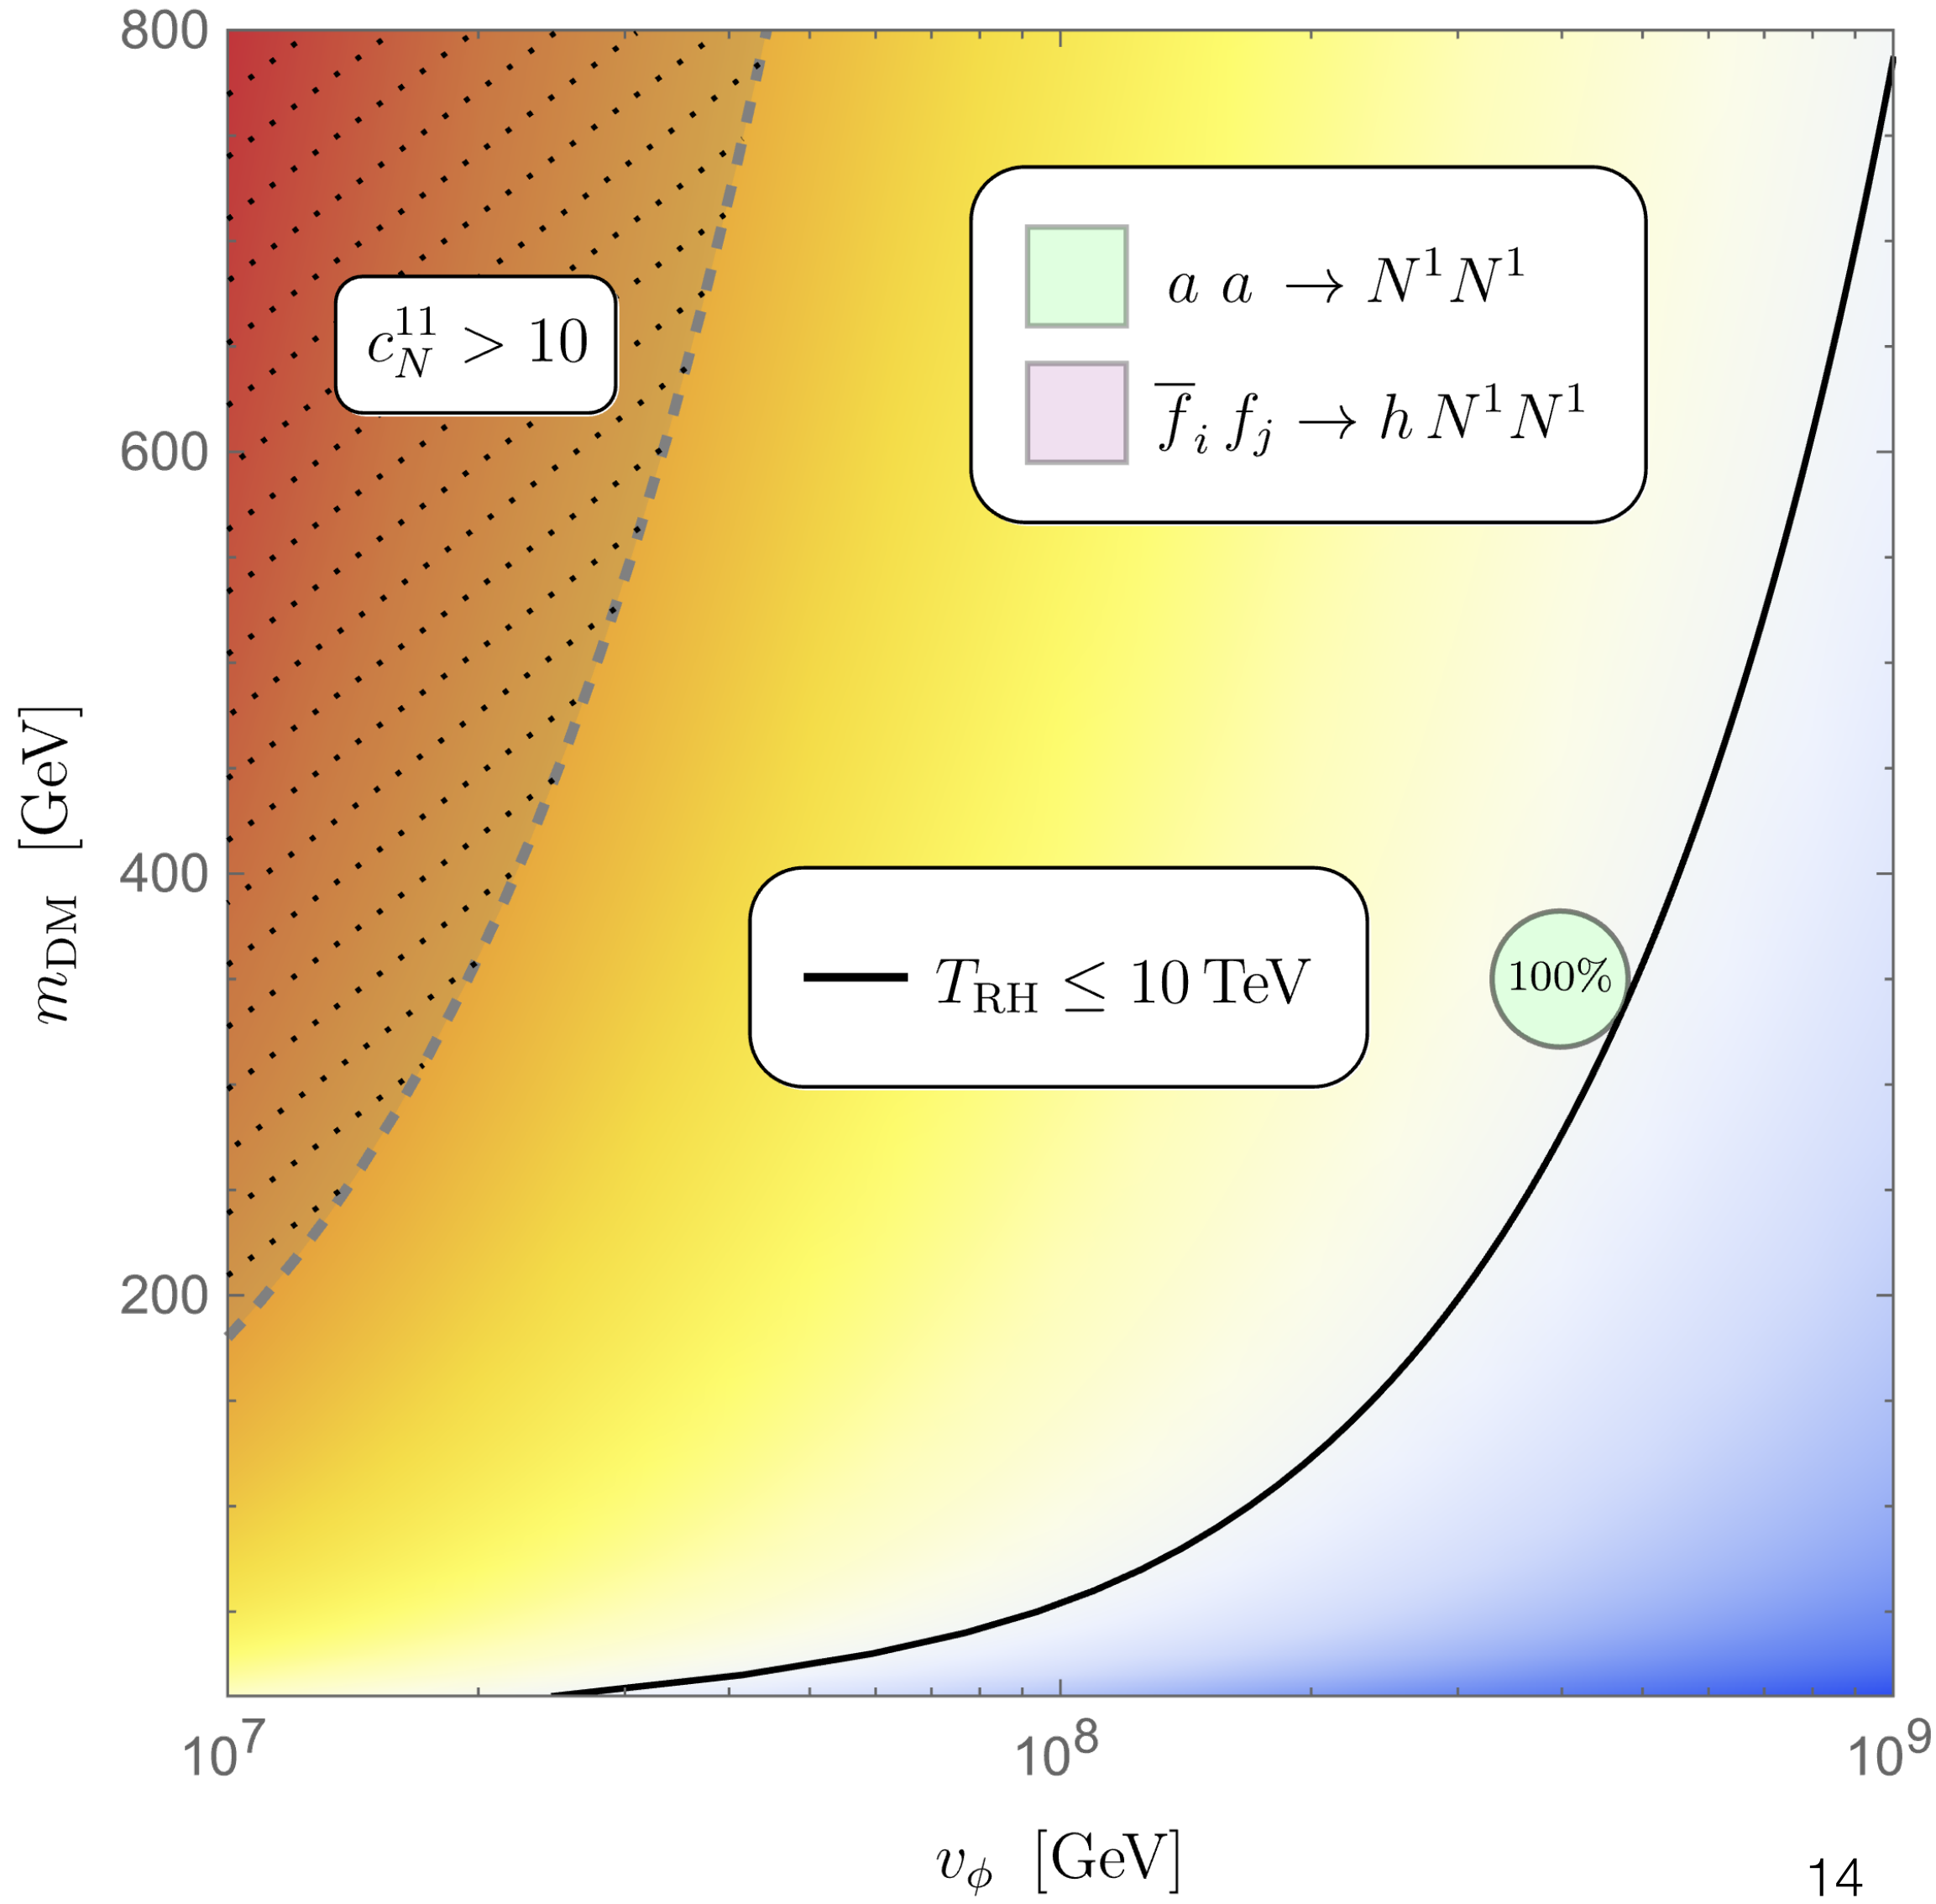 800
600
400
200
m_DM [GeV]
c_N^11 > 10
a a → N^1 N^1
f̅_i f_j → h N^1 N^1
T_RH ≤ 10 TeV
100%
10^7
10^8
10^9
v_ϕ [GeV]
14